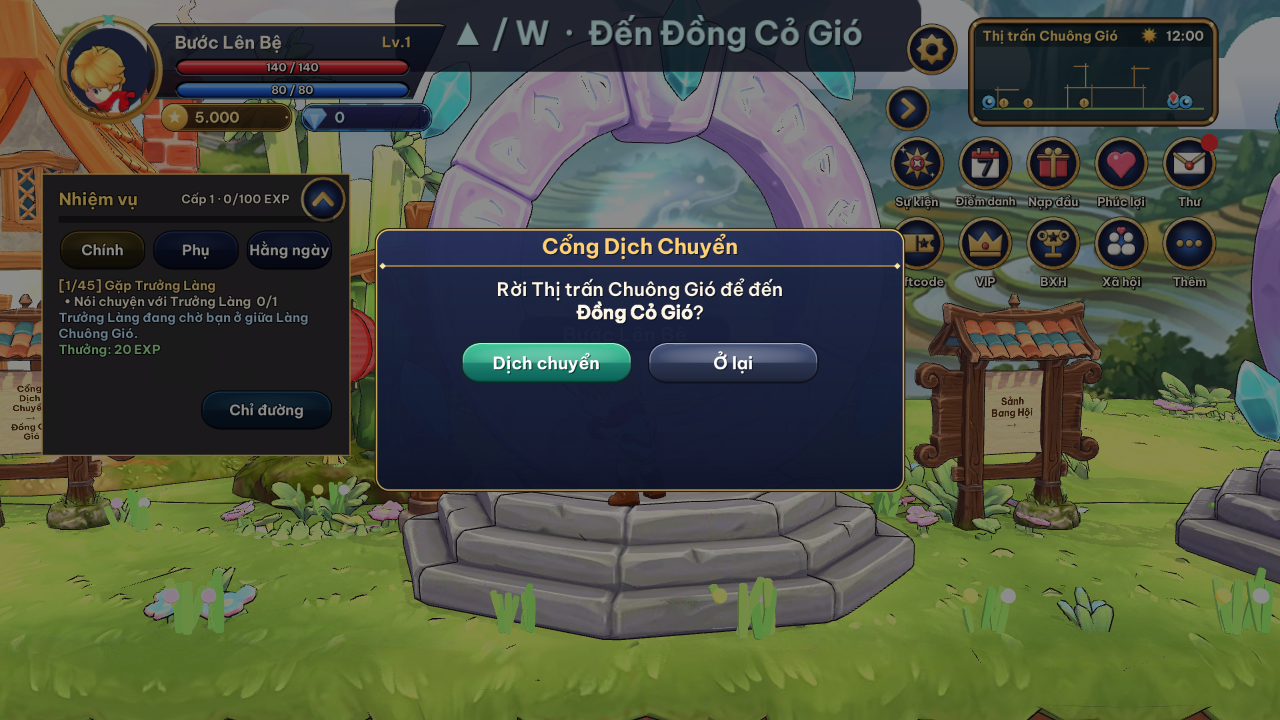 ▲ / W · Đến Đồng Cỏ Gió
Bước Lên Bệ
Lv.1
140 / 140
80 / 80
5.000
0
Thị trấn Chuông Gió
12:00
Sự kiện
Điểm danh
Nạp đầu
Phúc lợi
Thư
ftcode
VIP
BXH
Xã hội
Thêm
Nhiệm vụ
Cấp 1 · 0/100 EXP
Chính
Phụ
Hằng ngày
[1/45] Gặp Trưởng Làng
• Nói chuyện với Trưởng Làng 0/1
Trưởng Làng đang chờ bạn ở giữa Làng
Chuông Gió.
Thưởng: 20 EXP
Chỉ đường
Cổng Dịch Chuyển
Rời Thị trấn Chuông Gió để đến
Đồng Cỏ Gió?
Bước Lên Bệ
Dịch chuyển
Ở lại
Cổng
Dịch
Chuyể
Đồng C
Gió
Sảnh
Bang Hội